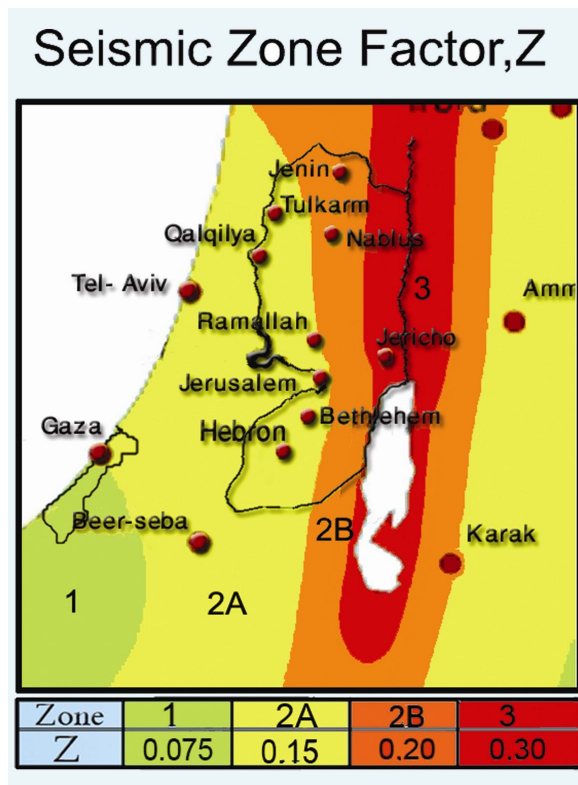 Seismic Zone Factor,Z
Jenin
Tulkarm
Qalqilya
Nablus
Tel- Aviv
3
Amm
Ramallah
Jericho
Jerusalem
Bethlehem
Gaza
Hebron
Beer-seba
2B
Karak
1
2A
Zone 1 2A 2B 3
Z 0.075 0.15 0.20 0.30